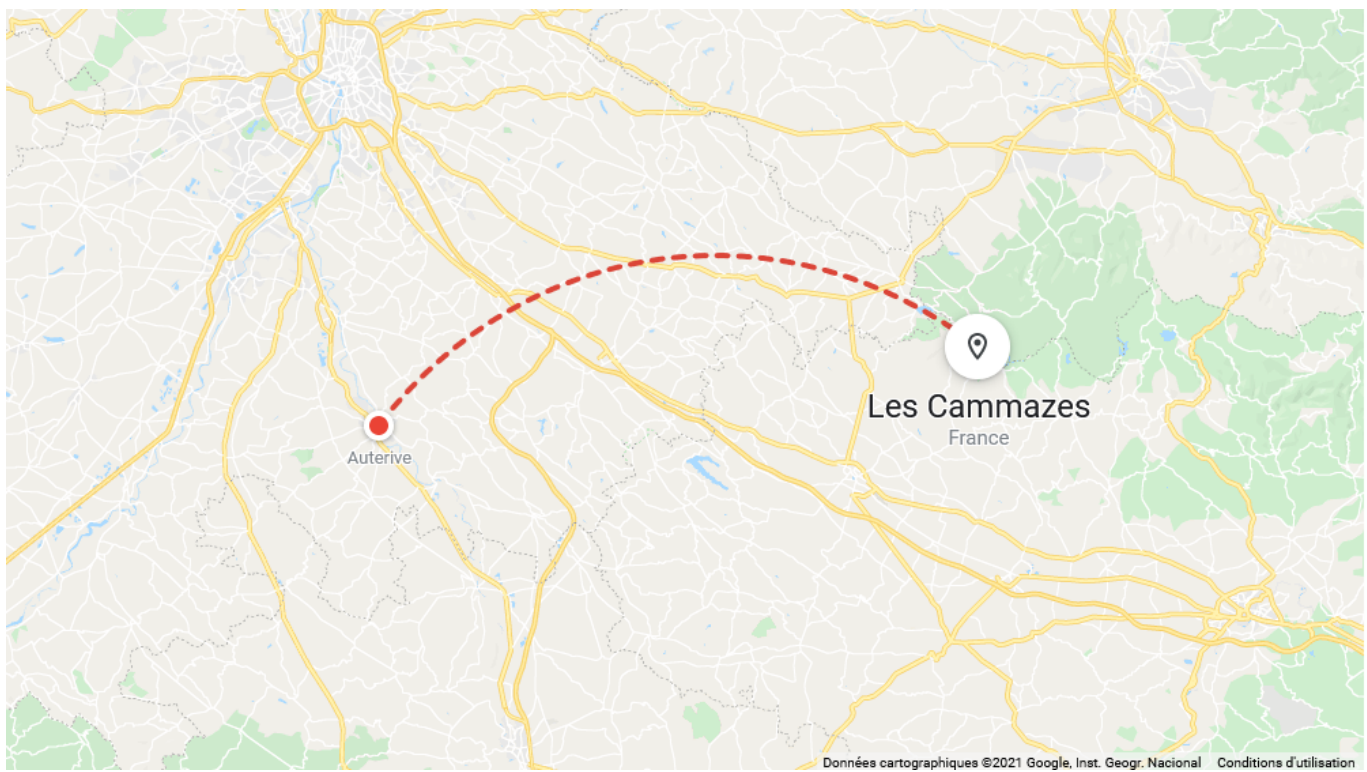 Les Cammazes
France
Auterive
Données cartographiques ©2021 Google, Inst. Geogr. Nacional Conditions d'utilisation